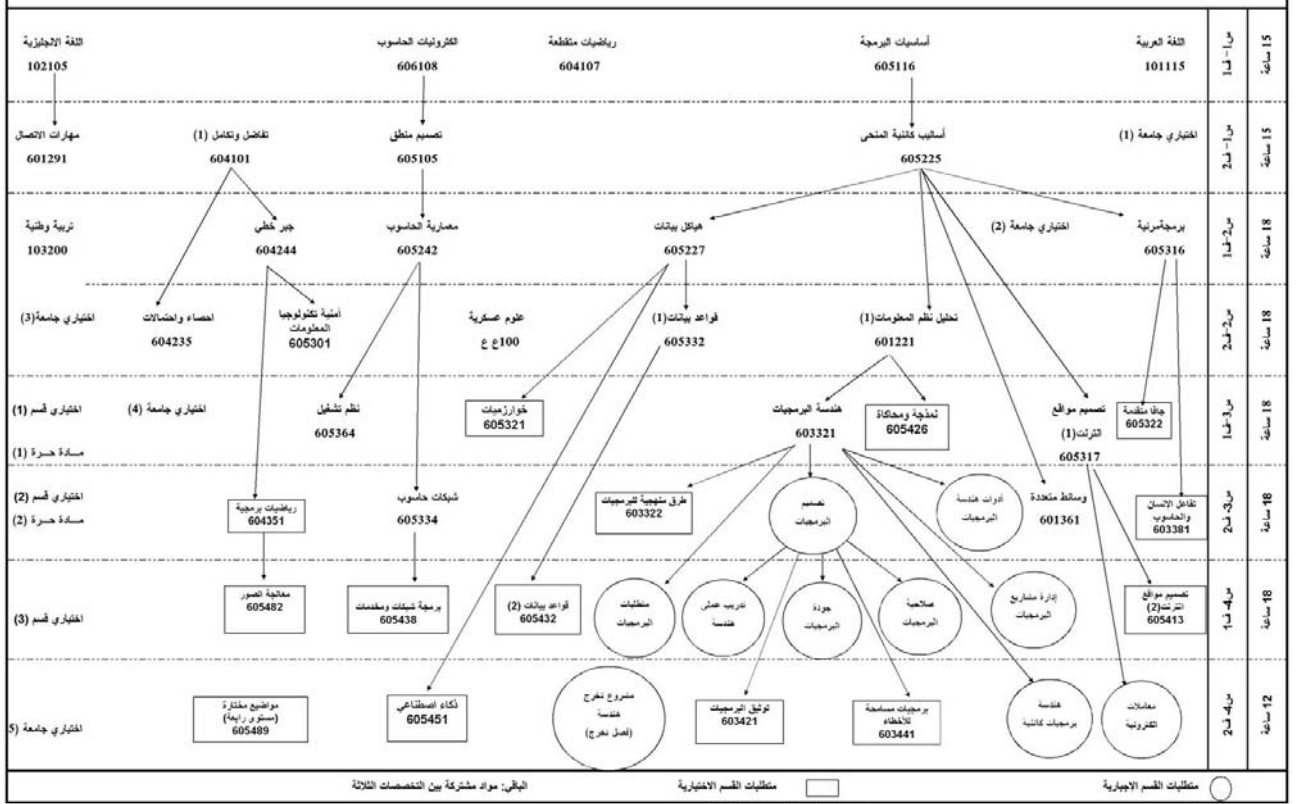 15 ساعة
س1-ف1
اللغة العربية
101115
أساسيات البرمجة
605116
رياضيات متقطعة
604107
الكترونيات الحاسوب
606108
اللغة الانجليزية
102105
15 ساعة
س1-ف2
اختياري جامعة (1)
أساليب كائنية المنحى
605225
تصميم منطق
605105
تفاضل وتكامل (1)
604101
مهارات الاتصال
601291
18 ساعة
س2-ف1
برمجة مرئية
605316
اختياري جامعة (2)
هياكل بيانات
605227
معمارية الحاسوب
605242
جبر خطي
604244
تربية وطنية
103200
18 ساعة
س2-ف2
تحليل نظم المعلومات(1)
601221
قواعد بيانات(1)
605332
علوم عسكرية
100ع ع
أمنية تكنولوجيا
المعلومات
605301
احصاء واحتمالات
604235
اختياري جامعة(3)
18 ساعة
س3-ف1
جافا متقدمة
605322
تصميم مواقع
انترنت(1)
605317
نمذجة ومحاكاة
605426
هندسة البرمجيات
603321
خوارزميات
605321
نظم تشغيل
605364
اختياري جامعة (4)
اختياري قسم (1)
مـادة حـرة (1)
18 ساعة
س3-ف2
تفاعل الانسان
والحاسوب
603381
وسائط متعددة
601361
أدوات هندسة
البرمجيات
تصميم
البرمجيات
طرق منهجية للبرمجيات
603322
شبكات حاسوب
605334
رياضيات برمجية
604351
اختياري قسم (2)
مـادة حـرة (2)
18 ساعة
س4-ف1
تصميم مواقع
انترنت(2)
605413
إدارة مشاريع
البرمجيات
صلاحية
البرمجيات
جودة
البرمجيات
تدريب عملي
هندسة
متطلبات
البرمجيات
قواعد بيانات (2)
605432
برمجة شبكات ومخدمات
605438
معالجة الصور
605482
اختياري قسم (3)
12 ساعة
س4-ف2
معاملات
الكترونية
هندسة
برمجيات كائنية
برمجيات مسامحة
للأخطاء
603441
توثيق البرمجيات
603421
مشروع تخرج
هندسة
(فصل تخرج)
ذكاء اصطناعي
605451
مواضيع مختارة
(مستوى رابعة)
605489
اختياري جامعة (5
متطلبات القسم الإجبارية
متطلبات القسم الاختيارية
الباقي: مواد مشتركة بين التخصصات الثلاثة